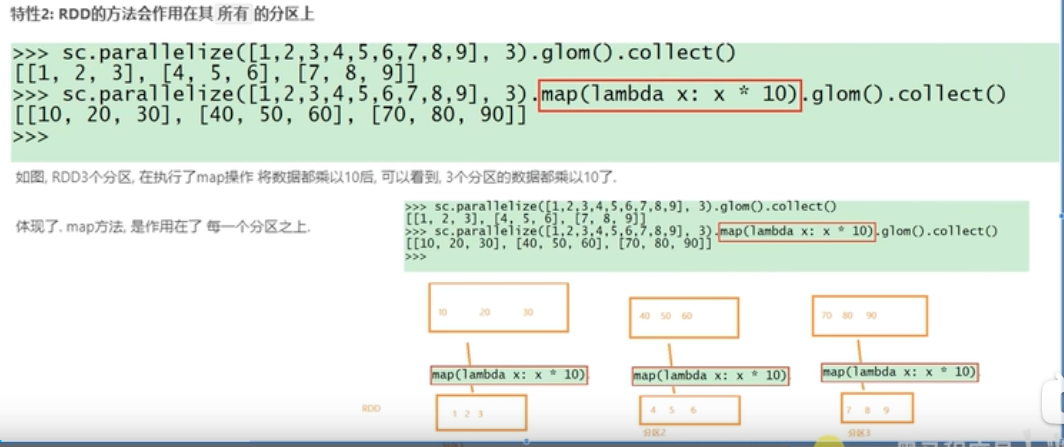 特性2: RDD的方法会作用在其 所有 的分区上
>>> sc.parallelize([1,2,3,4,5,6,7,8,9], 3).glom().collect()
[[1, 2, 3], [4, 5, 6], [7, 8, 9]]
>>> sc.parallelize([1,2,3,4,5,6,7,8,9], 3).map(lambda x: x * 10).glom().collect()
[[10, 20, 30], [40, 50, 60], [70, 80, 90]]
>>>
如图, RDD3个分区, 在执行了map操作 将数据都乘以10后, 可以看到, 3个分区的数据都乘以10了.
体现了. map方法, 是作用在了 每一个分区之上.
>>> sc.parallelize([1,2,3,4,5,6,7,8,9], 3).glom().collect()
[[1, 2, 3], [4, 5, 6], [7, 8, 9]]
>>> sc.parallelize([1,2,3,4,5,6,7,8,9], 3).map(lambda x: x * 10).glom().collect()
[[10, 20, 30], [40, 50, 60], [70, 80, 90]]
>>>
10 20 30 40 50 60 70 80 90
map(lambda x: x * 10) map(lambda x: x * 10) map(lambda x: x * 10)
RDD 1 2 3 4 5 6 7 8 9
分区2 分区3